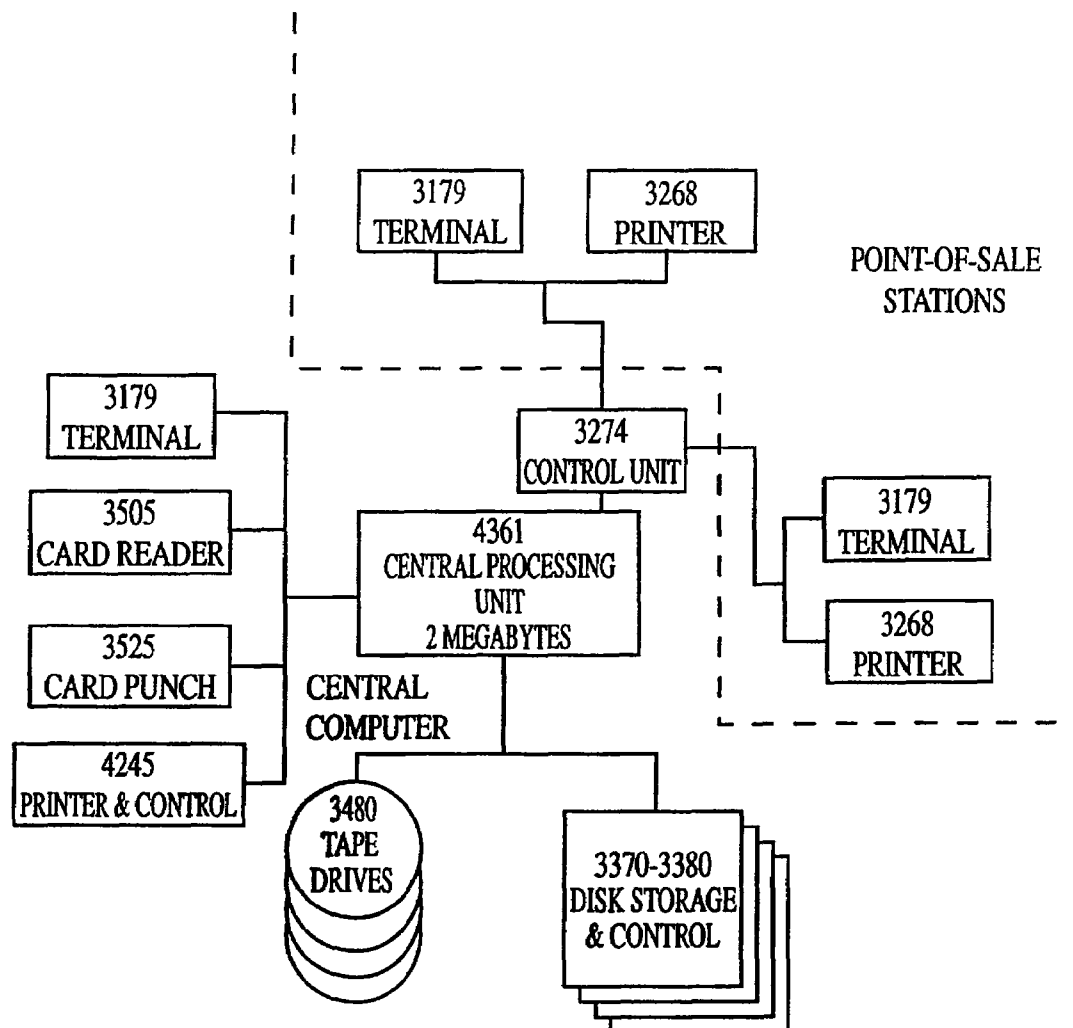 3179
TERMINAL
3268
PRINTER
POINT-OF-SALE
STATIONS
3179
TERMINAL
3274
CONTROL UNIT
3505
CARD READER
4361
CENTRAL PROCESSING
UNIT
2 MEGABYTES
3179
TERMINAL
3268
PRINTER
3525
CARD PUNCH
CENTRAL
COMPUTER
4245
PRINTER & CONTROL
3480
TAPE
DRIVES
3370-3380
DISK STORAGE
& CONTROL